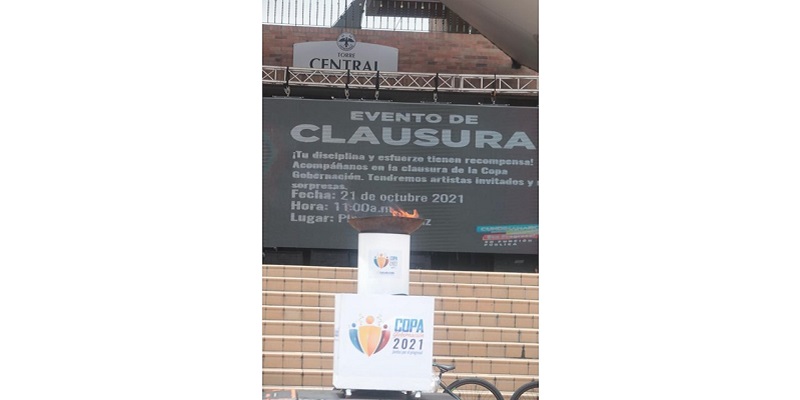 TORRE
CENTRAL
EVENTO DE
CLAUSURA
¡Tu disciplina y esfuerzo tienen recompensa!
Acompáñanos en la clausura de la Copa
Gobernación. Tendremos artistas invitados y
sorpresas.
Fecha: 21 de octubre 2021
Hora: 11:00a.m
Lugar:
COPA
2021